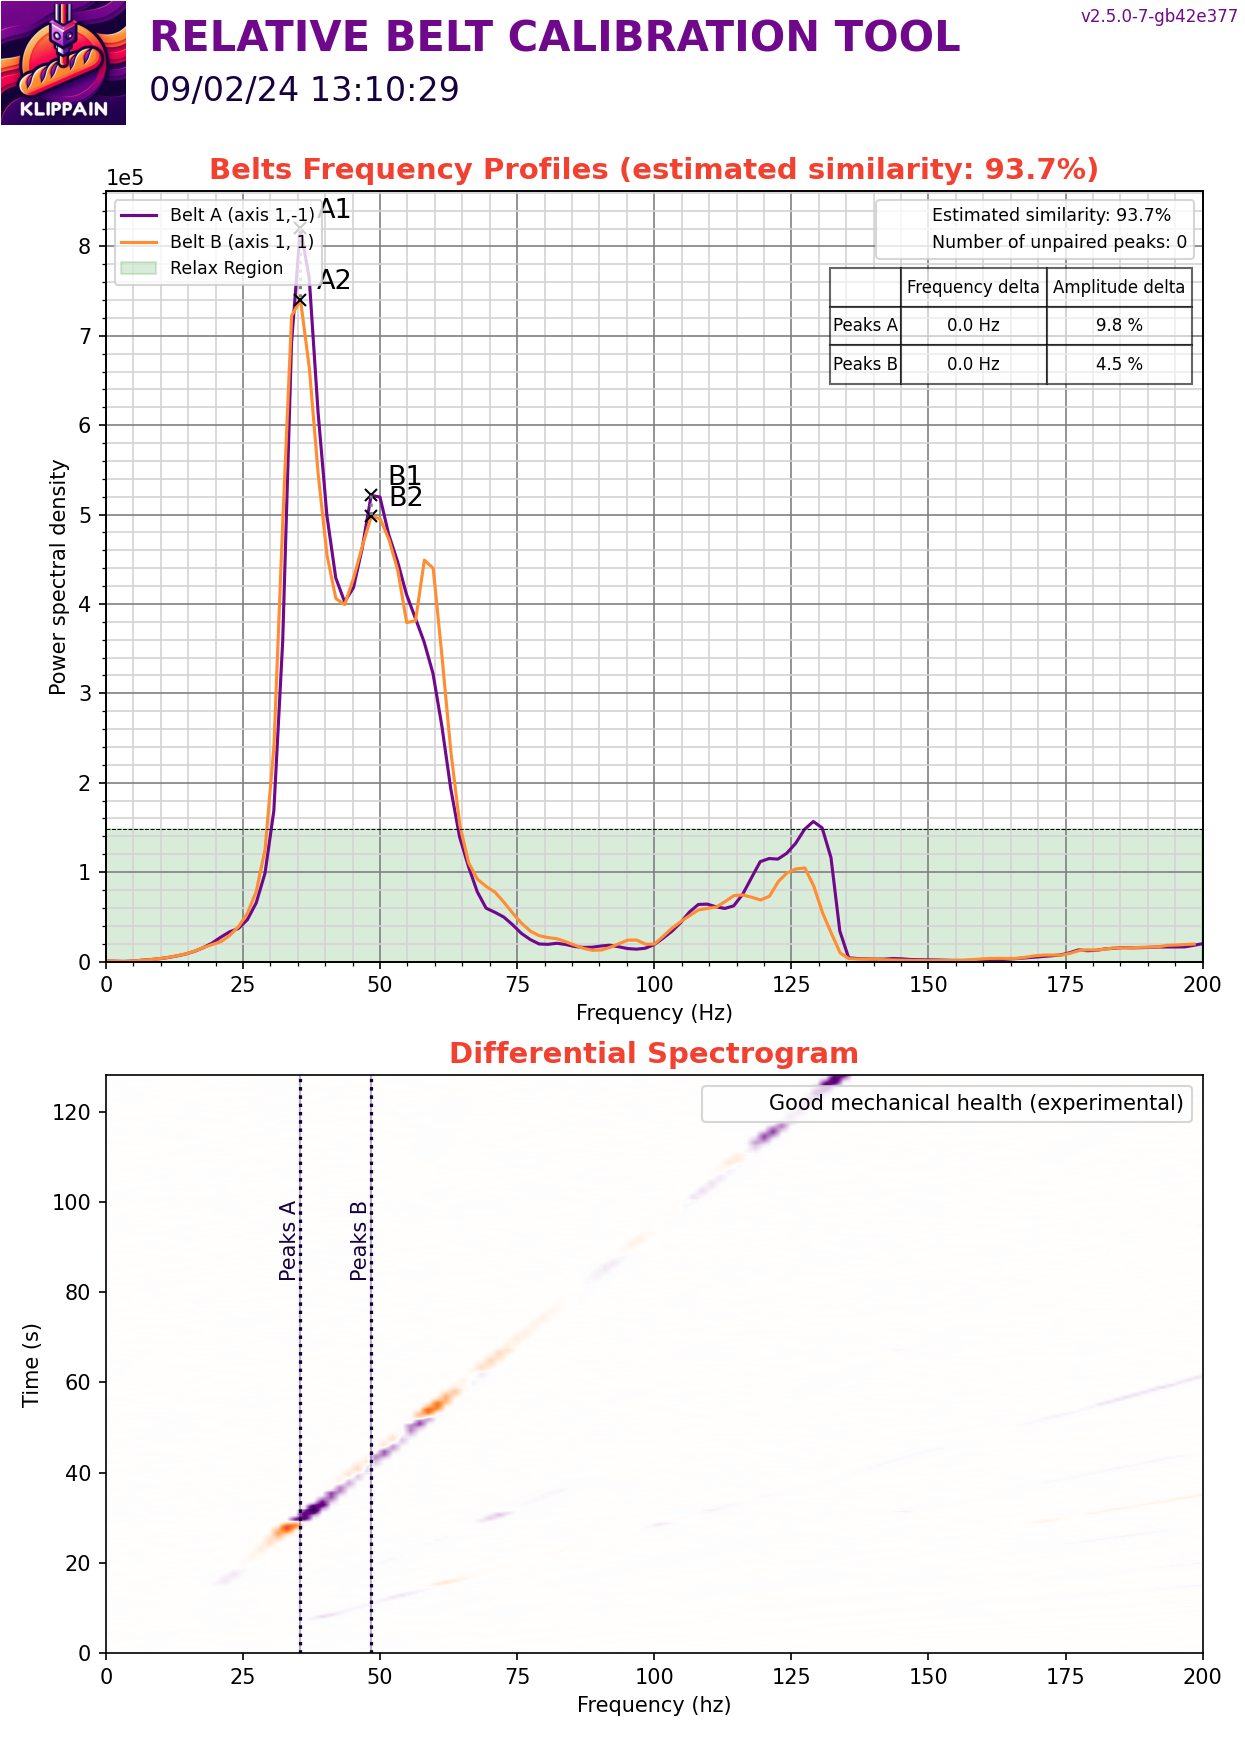 v2.5.0-7-gb42e377
RELATIVE BELT CALIBRATION TOOL
09/02/24 13:10:29
KLIPPAIN
Belts Frequency Profiles (estimated similarity: 93.7%)
1e5
Belt A (axis 1,-1)
Belt B (axis 1, 1)
Relax Region
A1
A2
B1
B2
Estimated similarity: 93.7%
Number of unpaired peaks: 0
Frequency delta Amplitude delta
Peaks A 0.0 Hz 9.8 %
Peaks B 0.0 Hz 4.5 %
8
7
6
5
4
3
2
1
0
Power spectral density
0 25 50 75 100 125 150 175 200
Frequency (Hz)
Differential Spectrogram
Good mechanical health (experimental)
Peaks A
Peaks B
120
100
80
60
40
20
0
Time (s)
0 25 50 75 100 125 150 175 200
Frequency (hz)